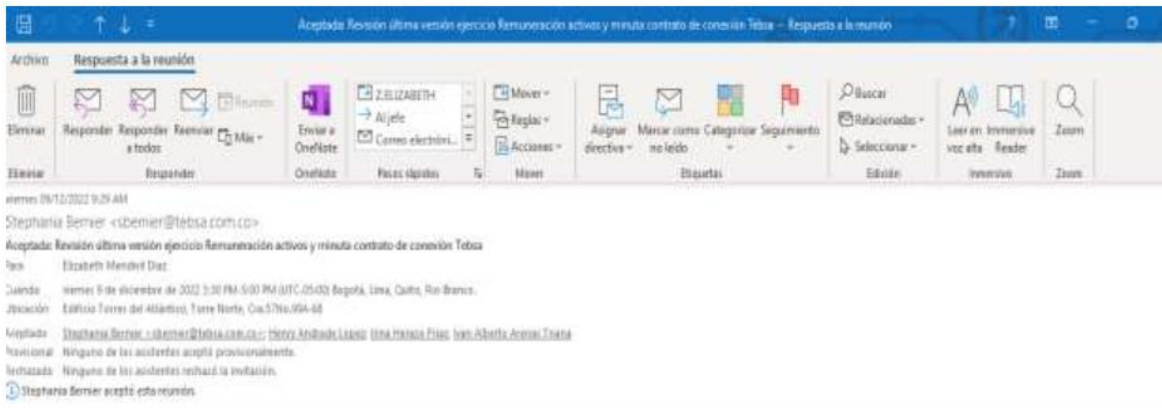 Aceptada: Revisión última versión ejercicio Remuneración activos y minuta contrato de conexión Tebsa - Respuesta a la reunión
Archivo Respuesta a la reunión
Eliminar Responder Responder a todos Reenviar Reunión Más
Enviar a OneNote
Z.ELIZABETH
Al jefe
Correo electróni...
Mover
Reglas
Acciones
Asignar directiva Marcar como no leído Categorizar Seguimiento
Buscar
Relacionadas
Seleccionar
Leer en voz alta Immersive Reader Zoom
Eliminar Responder OneNote Pasos rápidos Mover Etiquetas Edición Inmersivo Zoom
viernes 09/12/2022 9:29 AM
Stephania Bernier <sbernier@tebsa.com.co>
Aceptada: Revisión última versión ejercicio Remuneración activos y minuta contrato de conexión Tebsa
Para Elizabeth Mendivil Diaz
Cuándo viernes 9 de diciembre de 2022 3:30 PM-5:00 PM (UTC-05:00) Bogotá, Lima, Quito, Rio Branco.
Ubicación Edificio Torres del Atlántico, Torre Norte, Cra.57No.99A-68
Aceptada Stephania Bernier <sbernier@tebsa.com.co>; Henry Andrade Lopez; Ivan Alberto Arenas Triana
Provisional Ninguno de los asistentes aceptó provisionalmente.
Rechazada Ninguno de los asistentes rechazó la invitación.
Stephania Bernier aceptó esta reunión.